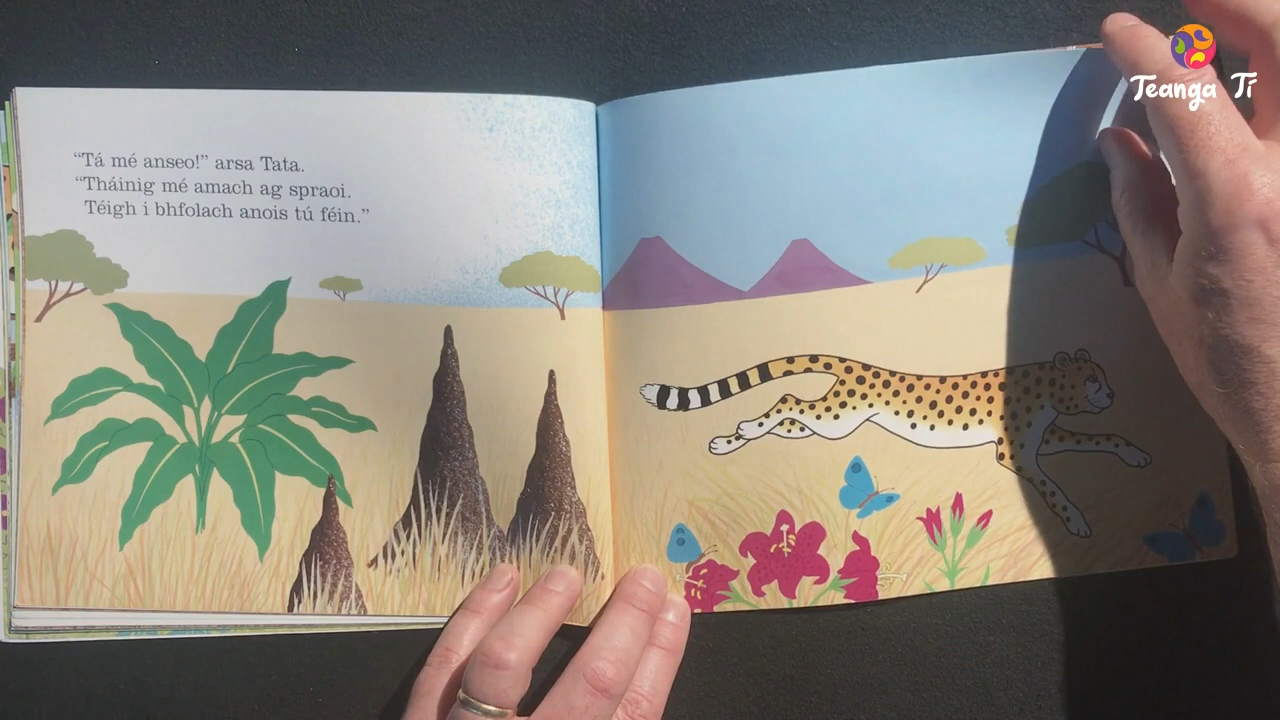 “Tá mé anseo!” arsa Tata.
“Tháinig mé amach ag spraoi.
Téigh i bhfolach anois tú féin.”
Teanga Tí